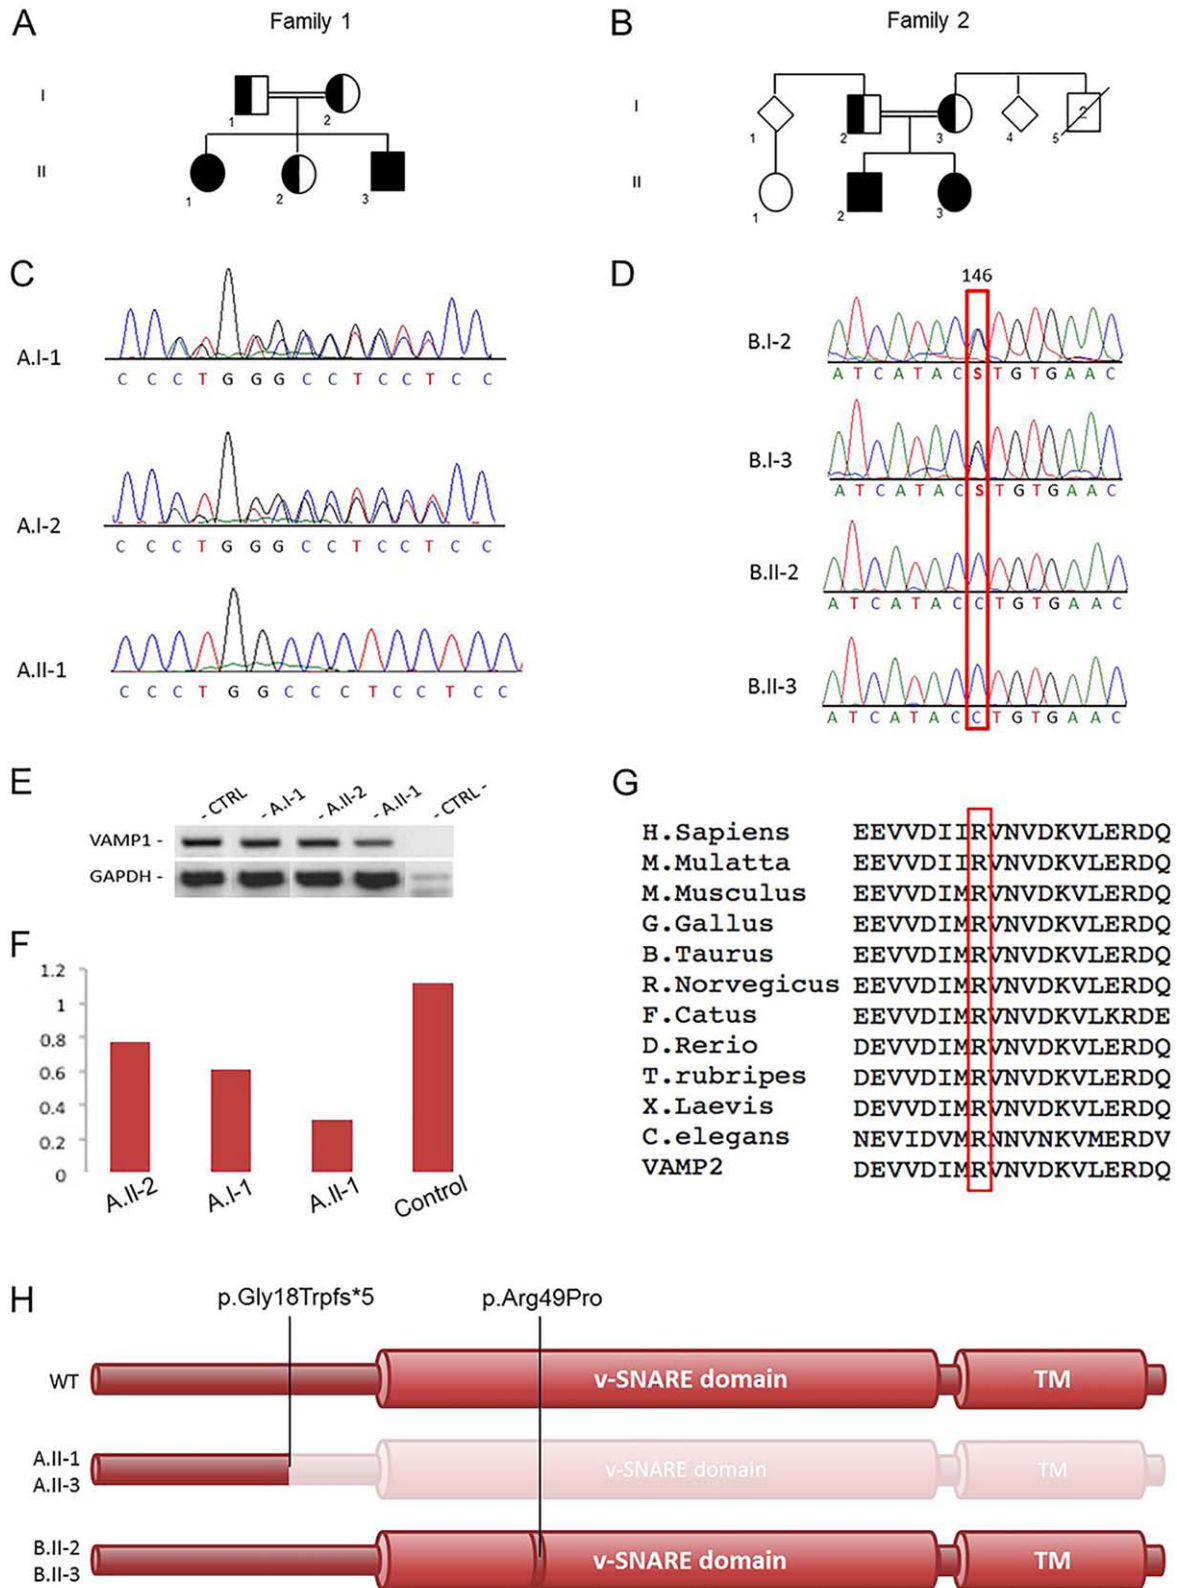 A
Family 1
B
Family 2
I
1
2
II
1
2
3
I
1
2
3
4
5
2
II
1
2
3
C
A.I-1
C C C T G G G C C T C C T C C
A.I-2
C C C T G G G C C T C C T C C
A.II-1
C C C T G G C C C T C C T C C
D
146
B.I-2
A T C A T A C S T G T G A A C
B.I-3
A T C A T A C S T G T G A A C
B.II-2
A T C A T A C C T G T G A A C
B.II-3
A T C A T A C C T G T G A A C
E
- CTRL
- A.I-1
- A.II-2
- A.II-1
- CTRL -
VAMP1 -
GAPDH -
F
1.2
1
0.8
0.6
0.4
0.2
0
A.II-2
A.I-1
A.II-1
Control
G
H.Sapiens EEVVDIIRVNVDKVLERDQ
M.Mulatta EEVVDIIRVNVDKVLERDQ
M.Musculus EEVVDIMRVNVDKVLERDQ
G.Gallus EEVVDIMRVNVDKVLERDQ
B.Taurus EEVVDIMRVNVDKVLERDQ
R.Norvegicus EEVVDIMRVNVDKVLERDQ
F.Catus EEVVDIMRVNVDKVLKRDE
D.Rerio DEVVDIMRVNVDKVLERDQ
T.rubripes DEVVDIMRVNVDKVLERDQ
X.Laevis DEVVDIMRVNVDKVLERDQ
C.elegans NEVIDVMRNNVNKVMERDV
VAMP2 DEVVDIMRVNVDKVLERDQ
H
p.Gly18Trpfs*5
p.Arg49Pro
WT
v-SNARE domain
TM
A.II-1
A.II-3
v-SNARE domain
TM
B.II-2
B.II-3
v-SNARE domain
TM